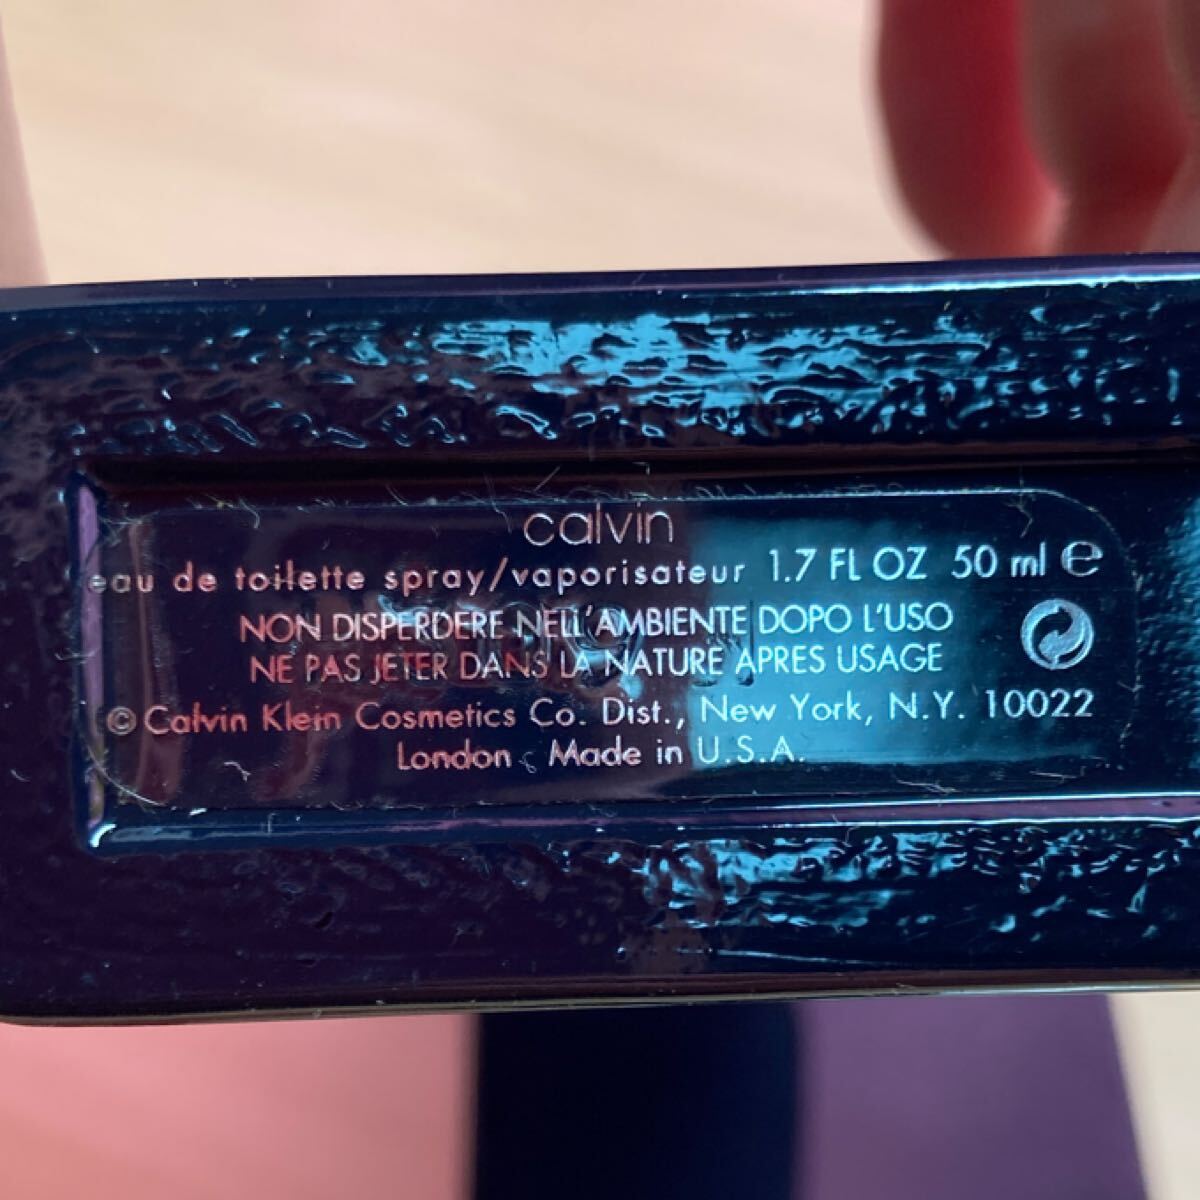 calvin
eau de toilette spray/vaporisateur 1.7 FL OZ 50 ml ℮
NON DISPERDERE NELL'AMBIENTE DOPO L'USO
NE PAS JETER DANS LA NATURE APRES USAGE
© Calvin Klein Cosmetics Co. Dist., New York, N.Y. 10022
London Made in U.S.A.